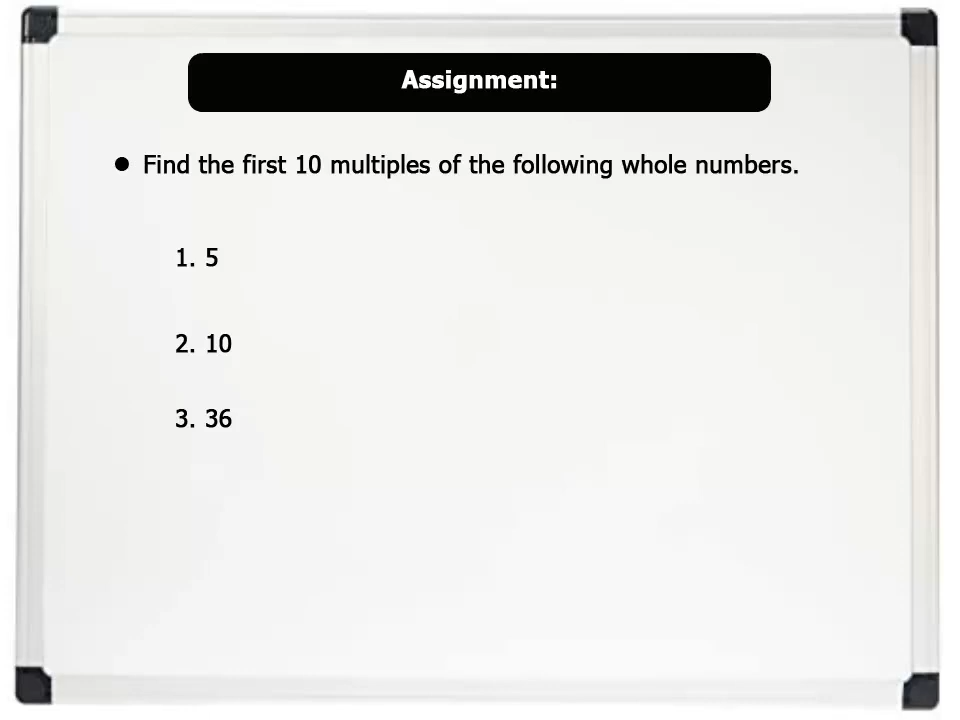 Assignment:
● Find the first 10 multiples of the following whole numbers.
1. 5
2. 10
3. 36